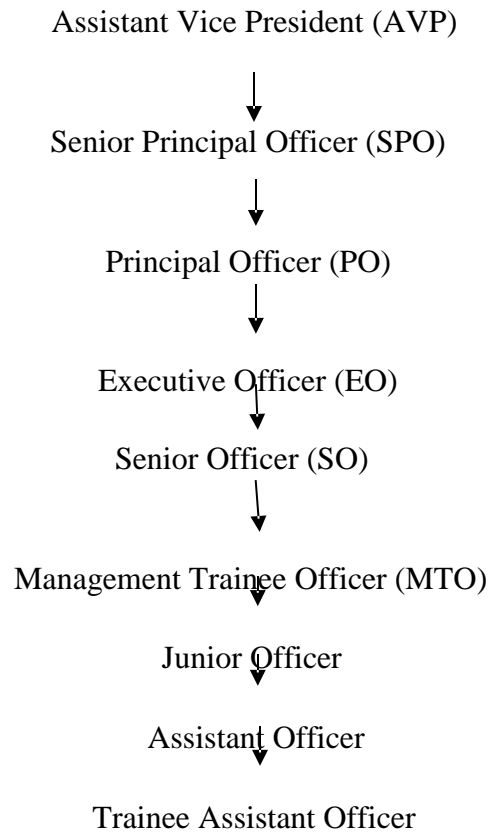 Assistant Vice President (AVP)
Senior Principal Officer (SPO)
Principal Officer (PO)
Executive Officer (EO)
Senior Officer (SO)
Management Trainee Officer (MTO)
Junior Officer
Assistant Officer
Trainee Assistant Officer